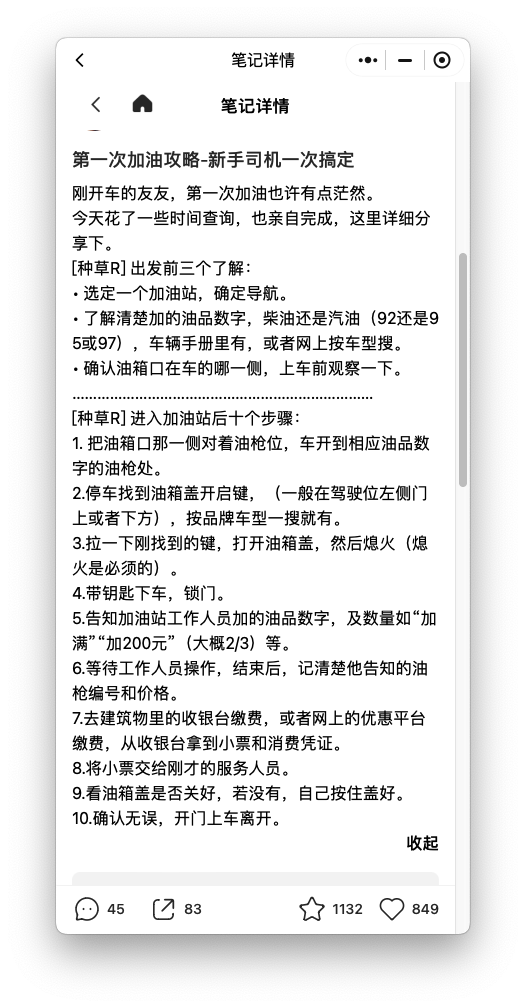 笔记详情
笔记详情
第一次加油攻略-新手司机一次搞定
刚开车的友友，第一次加油也许有点茫然。
今天花了一些时间查询，也亲自完成，这里详细分
享下。
[种草R] 出发前三个了解：
• 选定一个加油站，确定导航。
• 了解清楚加的油品数字，柴油还是汽油（92还是9
5或97），车辆手册里有，或者网上按车型搜。
• 确认油箱口在车的哪一侧，上车前观察一下。
........................................................................
[种草R] 进入加油站后十个步骤：
1. 把油箱口那一侧对着油枪位，车开到相应油品数
字的油枪处。
2.停车找到油箱盖开启键，（一般在驾驶位左侧门
上或者下方），按品牌车型一搜就有。
3.拉一下刚找到的键，打开油箱盖，然后熄火（熄
火是必须的）。
4.带钥匙下车，锁门。
5.告知加油站工作人员加的油品数字，及数量如“加
满”“加200元”（大概2/3）等。
6.等待工作人员操作，结束后，记清楚他告知的油
枪编号和价格。
7.去建筑物里的收银台缴费，或者网上的优惠平台
缴费，从收银台拿到小票和消费凭证。
8.将小票交给刚才的服务人员。
9.看油箱盖是否关好，若没有，自己按住盖好。
10.确认无误，开门上车离开。
收起
45 83 1132 849